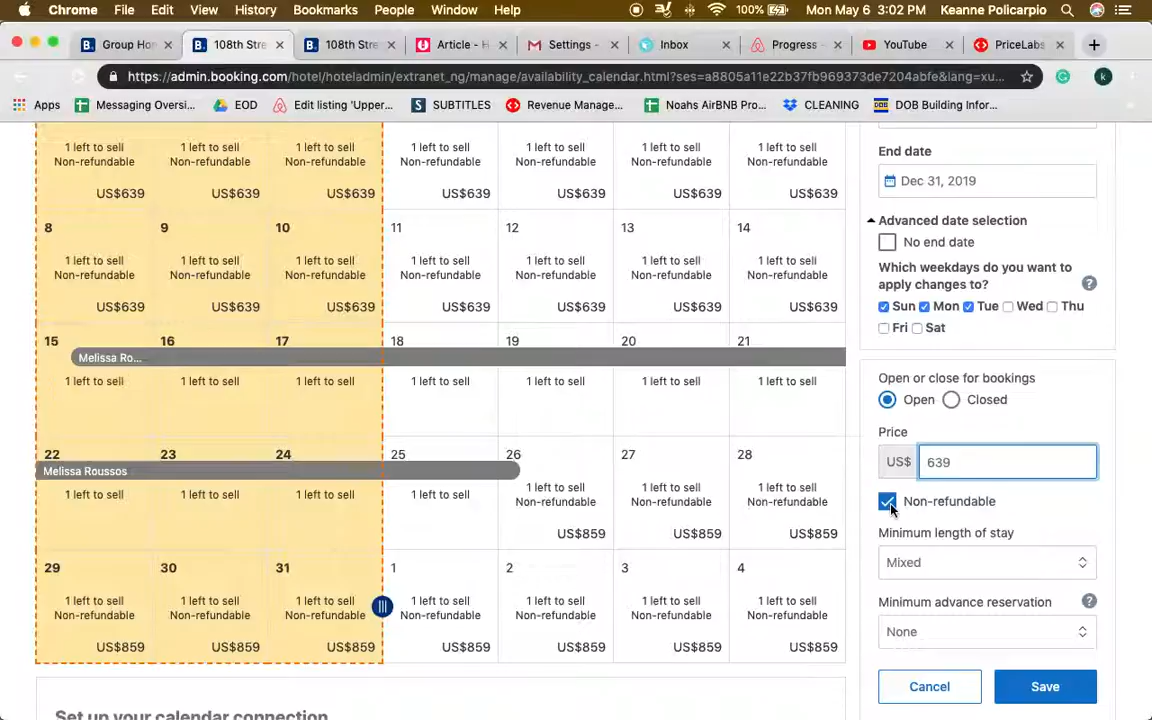 Chrome File Edit View History Bookmarks People Window Help 100% Mon May 6 3:02 PM Keanne Policarpio
Group Hon 108th Stre 108th Stre Article - H Settings - Inbox Progress - YouTube PriceLabs
https://admin.booking.com/hotel/hoteladmin/extranet_ng/manage/availability_calendar.html?ses=a8805a11e22b37fb969373de7204abfe&lang=xu...
Apps Messaging Oversi... EOD Edit listing 'Upper... SUBTITLES Revenue Manage... Noahs AirBNB Pro... CLEANING DOB Building Infor...
1 left to sell 1 left to sell 1 left to sell 1 left to sell 1 left to sell 1 left to sell 1 left to sell
Non-refundable Non-refundable Non-refundable Non-refundable Non-refundable Non-refundable Non-refundable
US$639 US$639 US$639 US$639 US$639 US$639 US$639
8 9 10 11 12 13 14
1 left to sell 1 left to sell 1 left to sell 1 left to sell 1 left to sell 1 left to sell 1 left to sell
Non-refundable Non-refundable Non-refundable Non-refundable Non-refundable Non-refundable Non-refundable
US$639 US$639 US$639 US$639 US$639 US$639 US$639
15 16 17 18 19 20 21
Melissa Ro...
1 left to sell 1 left to sell 1 left to sell 1 left to sell 1 left to sell 1 left to sell 1 left to sell
22 23 24 25 26 27 28
Melissa Roussos
1 left to sell 1 left to sell 1 left to sell 1 left to sell 1 left to sell 1 left to sell 1 left to sell
Non-refundable Non-refundable Non-refundable
US$859 US$859 US$859
29 30 31 1 2 3 4
1 left to sell 1 left to sell 1 left to sell 1 left to sell 1 left to sell 1 left to sell 1 left to sell
Non-refundable Non-refundable Non-refundable Non-refundable Non-refundable Non-refundable Non-refundable
US$859 US$859 US$859 US$859 US$859 US$859 US$859
Set up your calendar connection
End date
Dec 31, 2019
Advanced date selection
No end date
Which weekdays do you want to
apply changes to? ?
Sun Mon Tue Wed Thu
Fri Sat
Open or close for bookings
Open Closed
Price
US$ 639
Non-refundable
Minimum length of stay
Mixed
Minimum advance reservation ?
None
Cancel Save